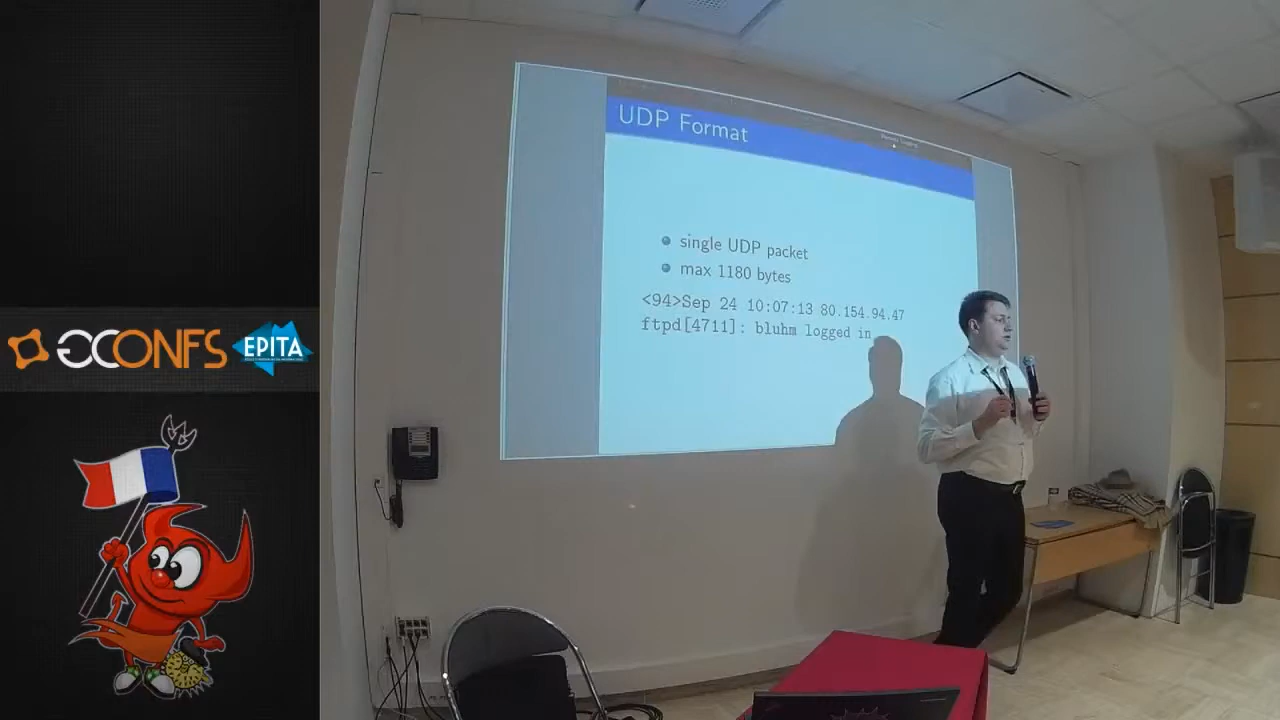 UDP Format
single UDP packet
max 1180 bytes
<94>Sep 24 10:07:13 80.154.94.47
ftpd[4711]: bluhm logged in
GCONFS
EPITA